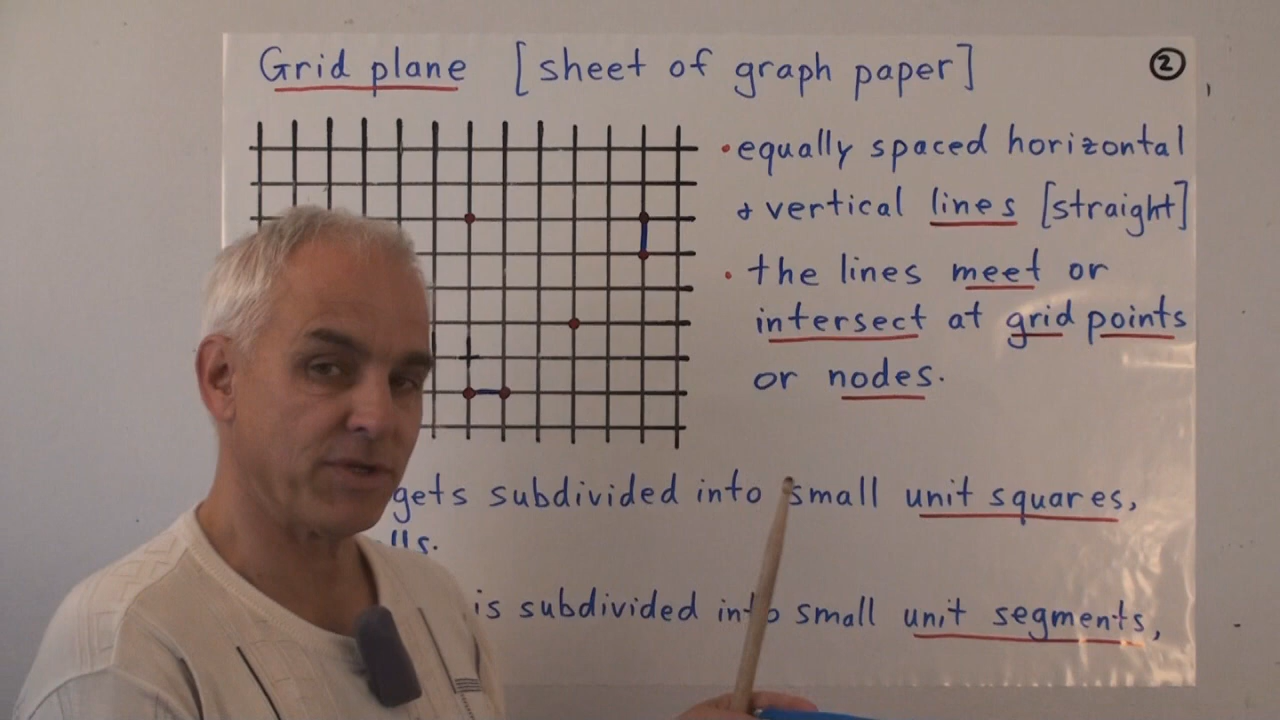 Grid plane [sheet of graph paper]
2
• equally spaced horizontal
& vertical lines [straight]
• the lines meet or
intersect at grid points
or nodes.
gets subdivided into small unit squares,
lls.
is subdivided into small unit segments,